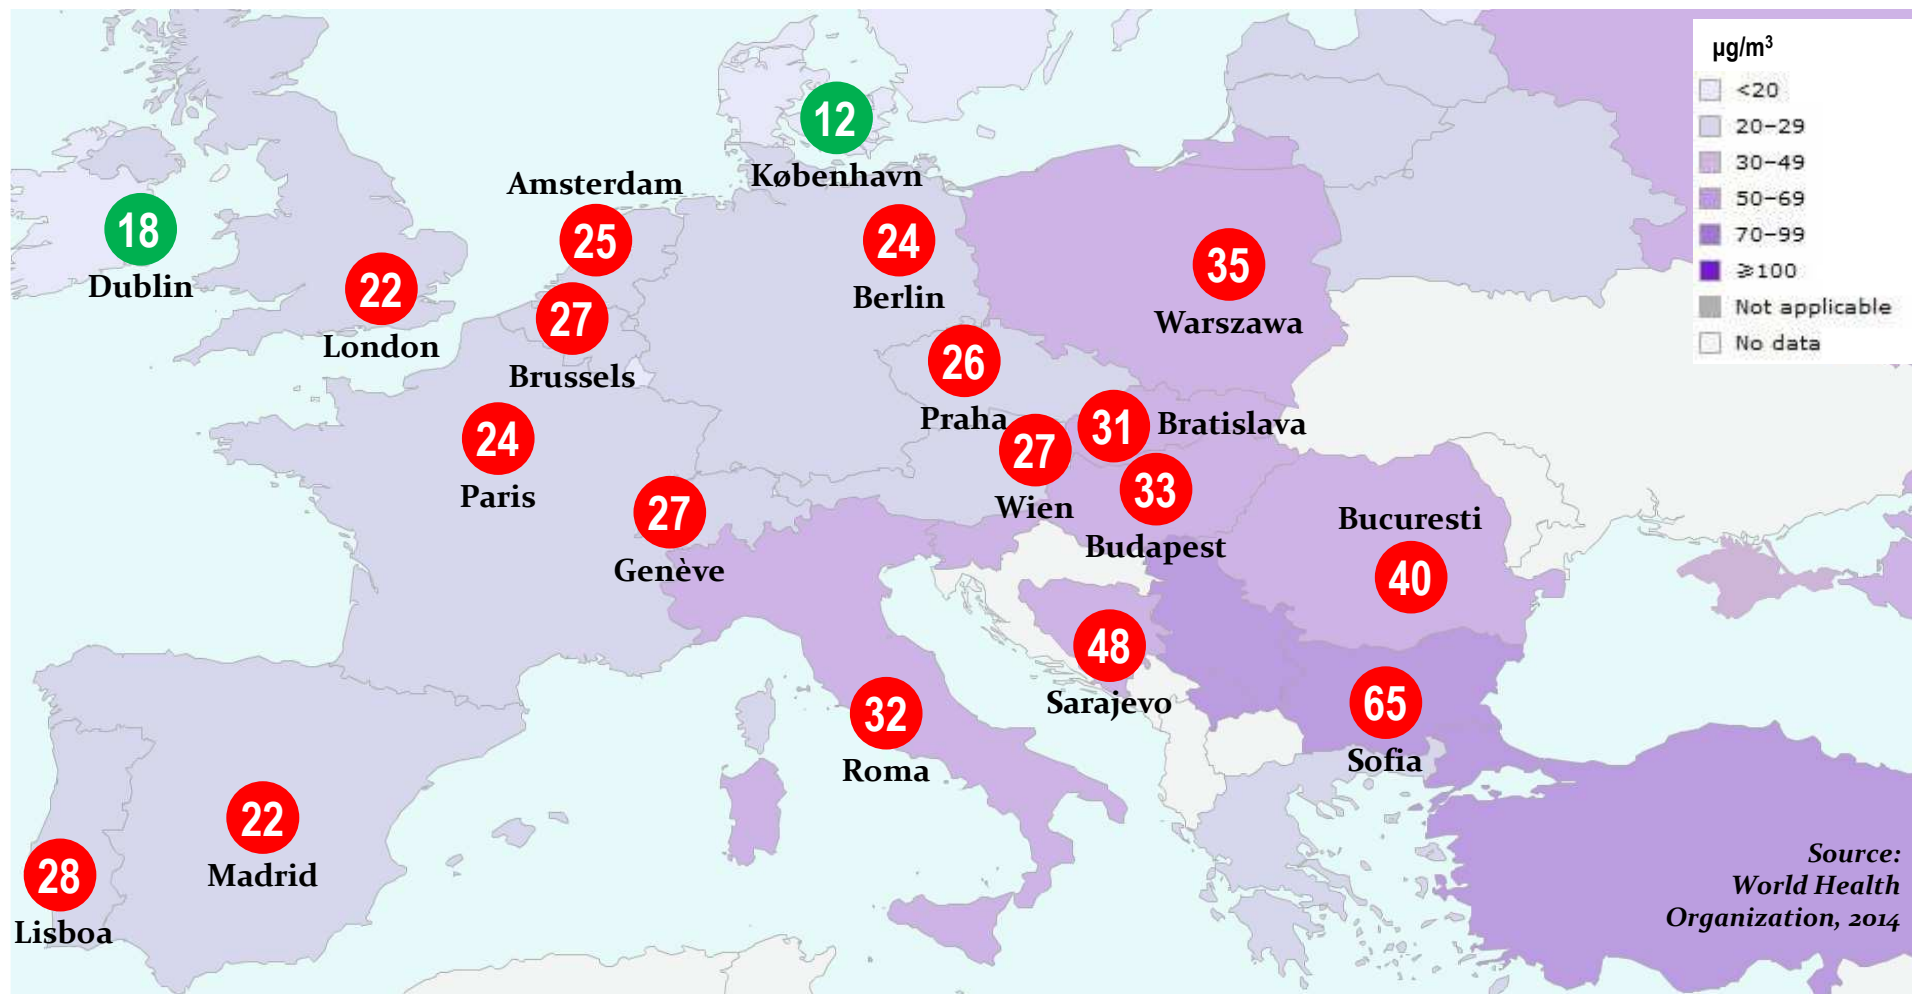 µg/m³
<20
20–29
30–49
50–69
70–99
⩾100
Not applicable
No data
12
København
Amsterdam
25
24
Berlin
18
Dublin
22
London
27
Brussels
35
Warszawa
26
Praha
31
Bratislava
24
Paris
27
Wien
33
Budapest
27
Genève
Bucuresti
40
48
Sarajevo
65
Sofia
32
Roma
22
Madrid
28
Lisboa
Source:
World Health
Organization, 2014